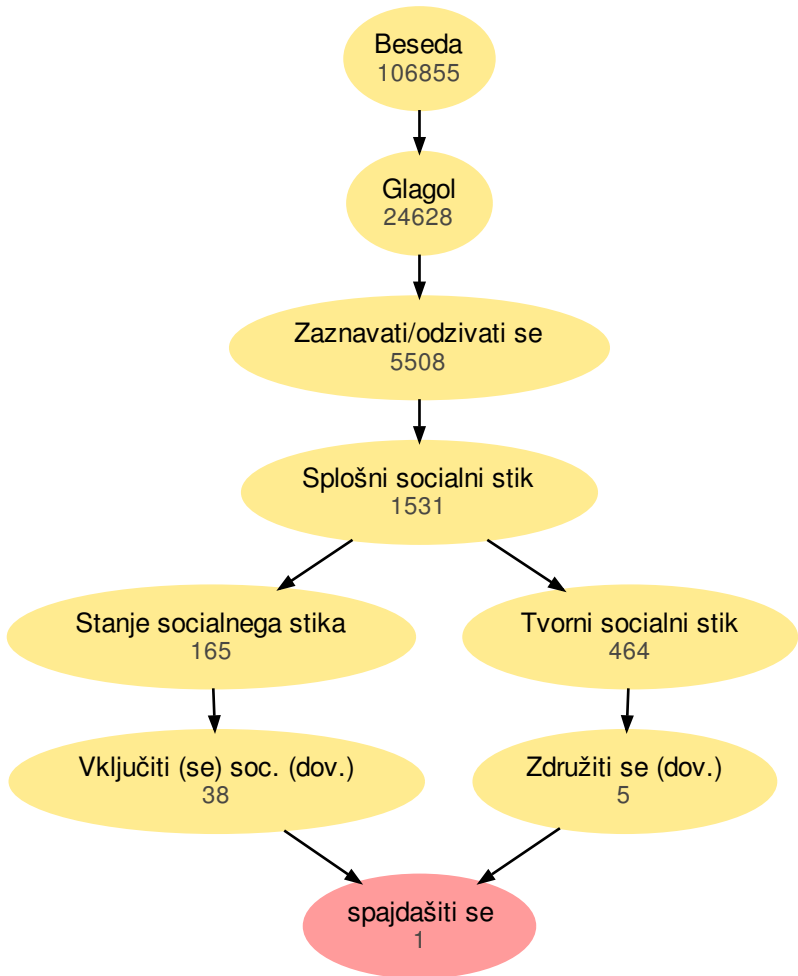 Beseda
106855
Glagol
24628
Zaznavati/odzivati se
5508
Splošni socialni stik
1531
Stanje socialnega stika
165
Tvorni socialni stik
464
Vključiti (se) soc. (dov.)
38
Združiti se (dov.)
5
spajdašiti se
1